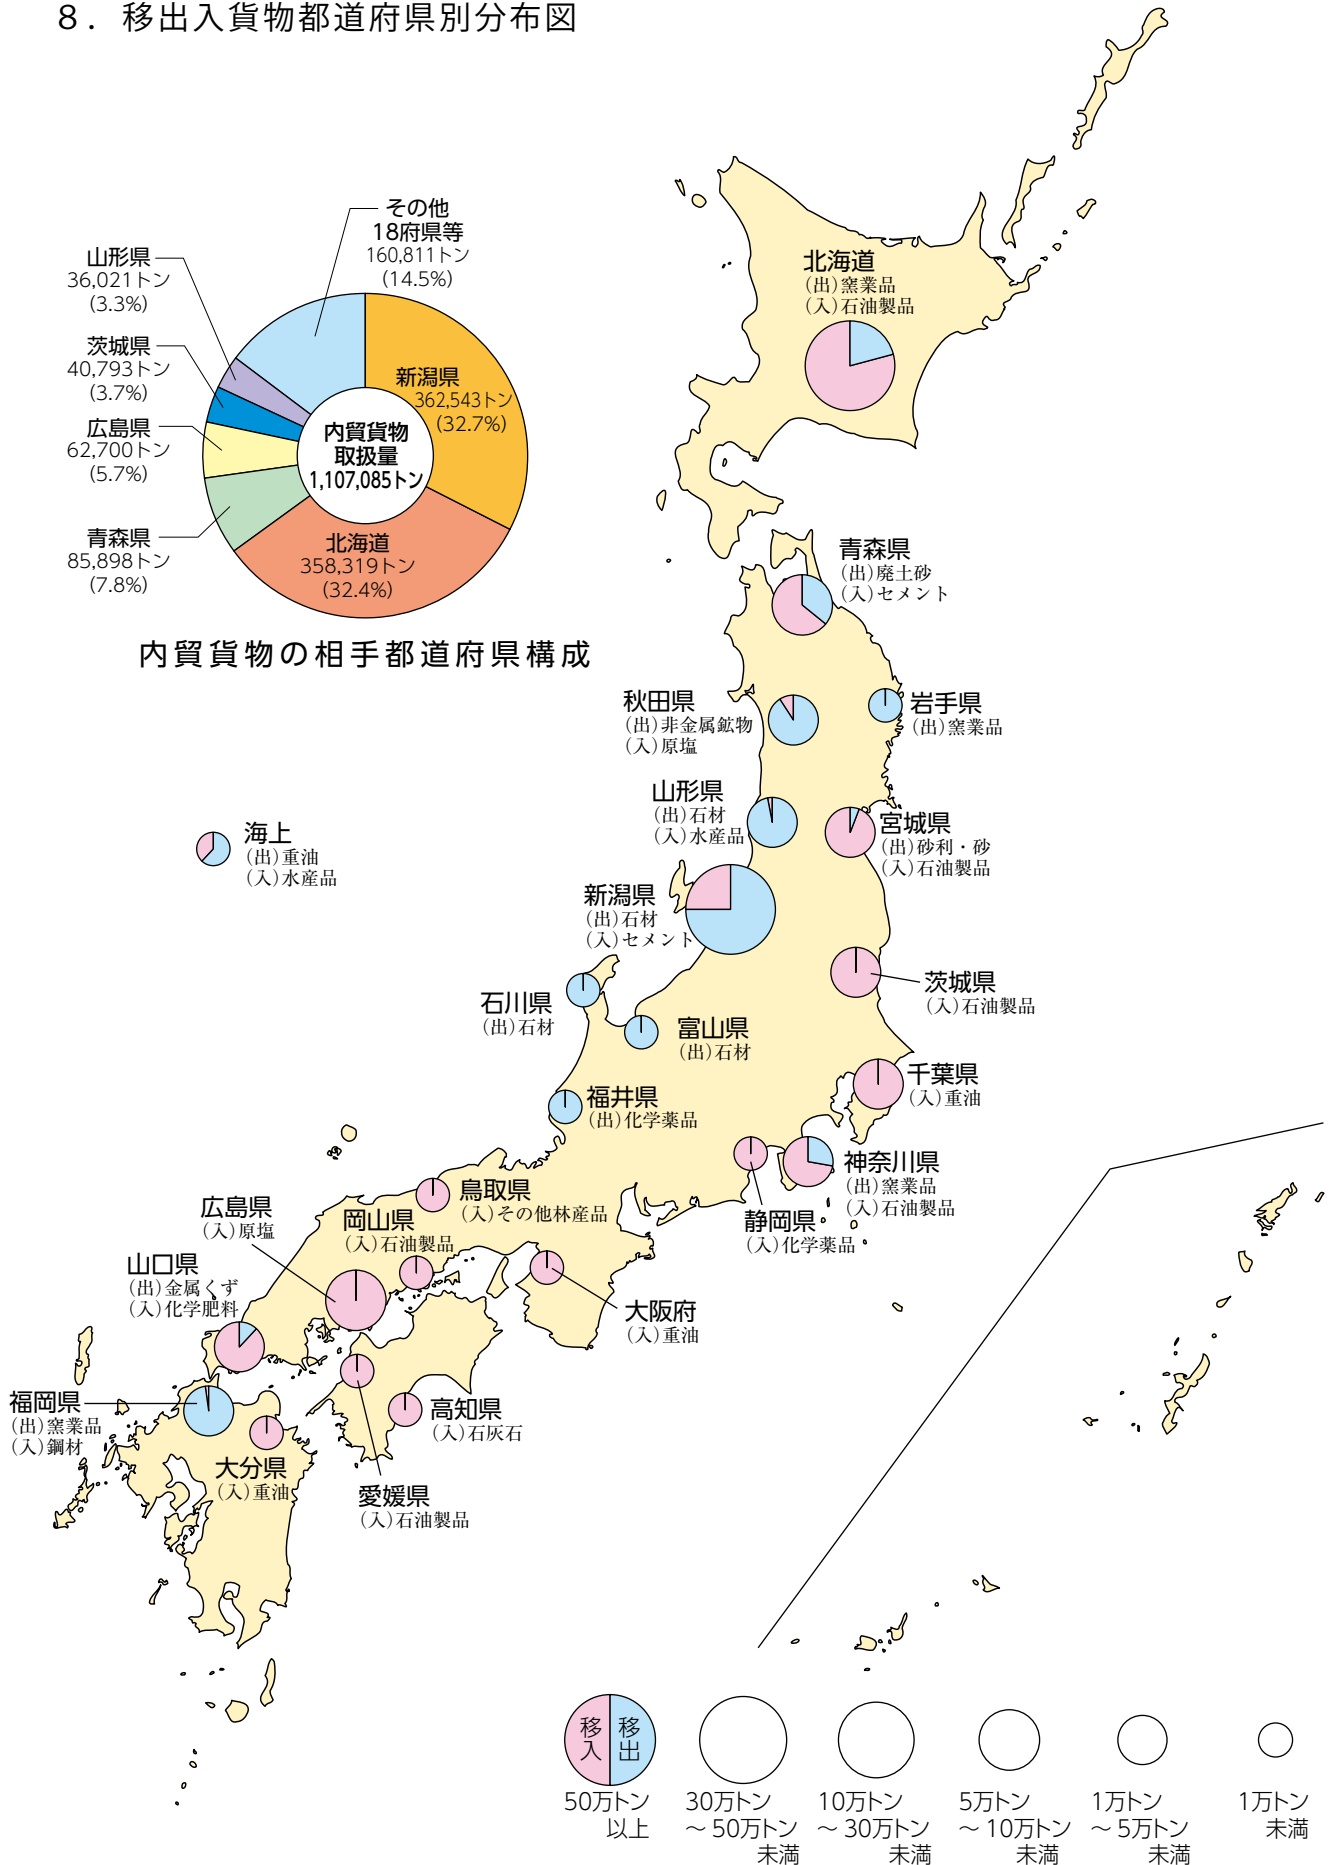 8．移出入貨物都道府県別分布図
その他
18府県等
160,811トン
(14.5%)
山形県
36,021トン
(3.3%)
茨城県
40,793トン
(3.7%)
広島県
62,700トン
(5.7%)
青森県
85,898トン
(7.8%)
新潟県
362,543トン
(32.7%)
内貿貨物
取扱量
1,107,085トン
北海道
358,319トン
(32.4%)
内貿貨物の相手都道府県構成
北海道
(出)窯業品
(入)石油製品
青森県
(出)廃土砂
(入)セメント
秋田県
(出)非金属鉱物
(入)原塩
岩手県
(出)窯業品
山形県
(出)石材
(入)水産品
宮城県
(出)砂利・砂
(入)石油製品
海上
(出)重油
(入)水産品
新潟県
(出)石材
(入)セメント
茨城県
(入)石油製品
石川県
(出)石材
富山県
(出)石材
千葉県
(入)重油
福井県
(出)化学薬品
神奈川県
(出)窯業品
(入)石油製品
静岡県
(入)化学薬品
鳥取県
(入)その他林産品
広島県
(入)原塩
岡山県
(入)石油製品
山口県
(出)金属くず
(入)化学肥料
大阪府
(入)重油
福岡県
(出)窯業品
(入)鋼材
高知県
(入)石灰石
大分県
(入)重油
愛媛県
(入)石油製品
移入
移出
50万トン
以上
30万トン
～50万トン
未満
10万トン
～30万トン
未満
5万トン
～10万トン
未満
1万トン
～5万トン
未満
1万トン
未満